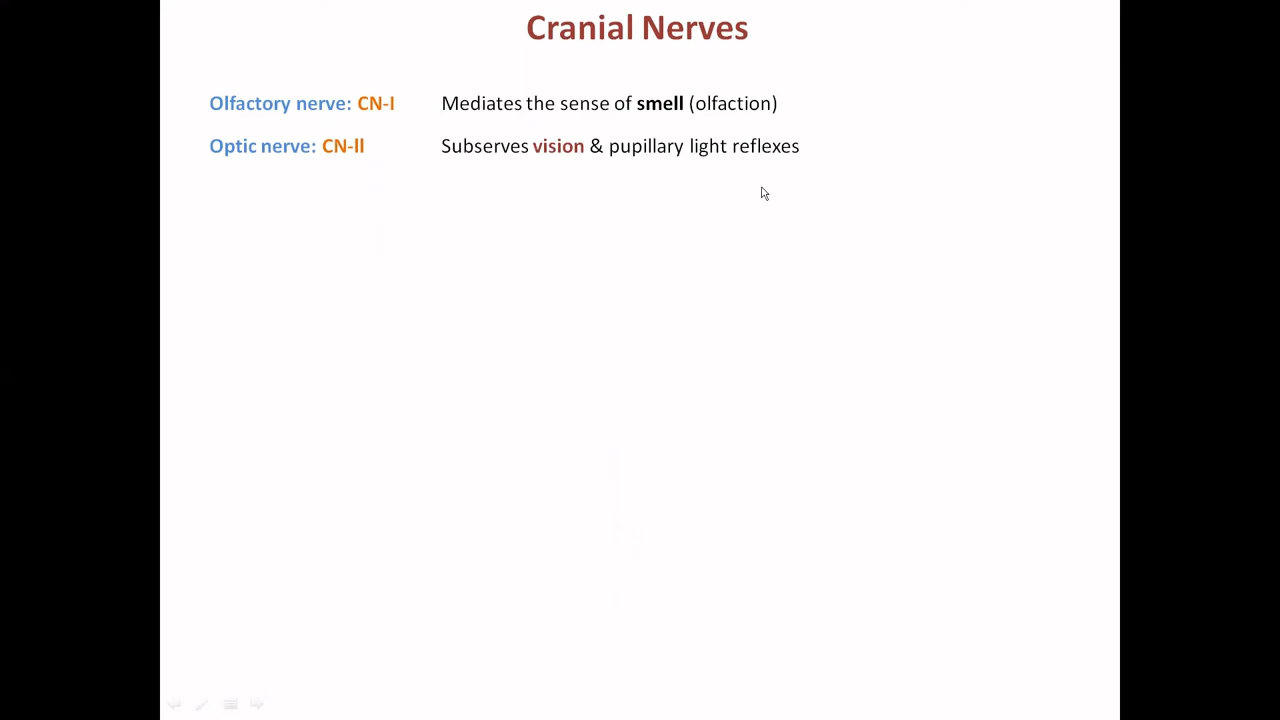 Cranial Nerves
Olfactory nerve: CN-I Mediates the sense of smell (olfaction)
Optic nerve: CN-II Subserves vision & pupillary light reflexes